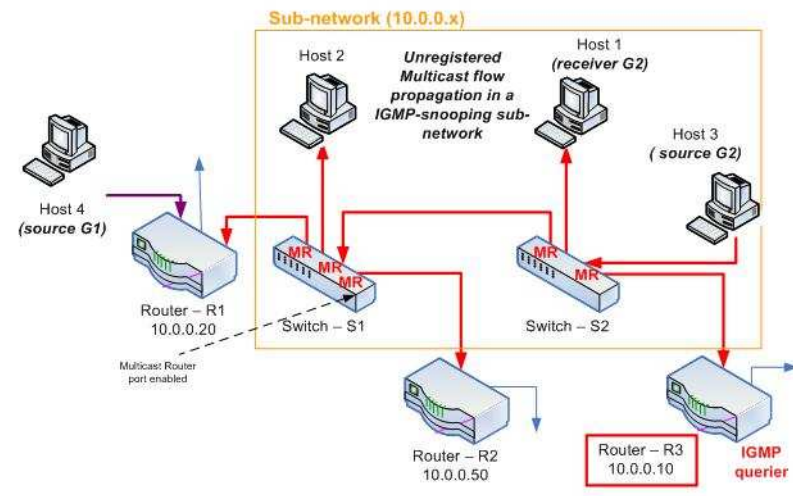 Sub-network (10.0.0.x)
Host 2
Unregistered
Multicast flow
propagation in a
IGMP-snooping sub-
network
Host 1
(receiver G2)
Host 3
( source G2)
Host 4
(source G1)
MR
MR
MR
MR
MR
Router – R1
10.0.0.20
Switch – S1
Switch – S2
Multicast Router
port enabled
Router – R2
10.0.0.50
Router – R3
10.0.0.10
IGMP
querier